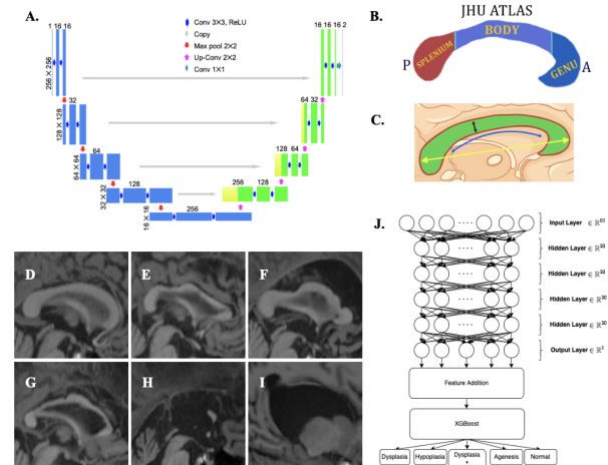 A.
1 16 16
256 × 256
Conv 3X3, ReLU
Copy
Max pool 2X2
Up-Conv 2X2
Conv 1X1
16 16 16 2
32
128 × 128
64 32
64
64 × 64
128 64
128
32 × 32
256 128
256
16 × 16
B.
JHU ATLAS
BODY
SPLENIUM
GENU
P
A
C.
D
E
F
G
H
I
J.
Input Layer ∈
Hidden Layer ∈
Hidden Layer ∈
Hidden Layer ∈
Hidden Layer ∈
Output Layer ∈
Feature Addition
XGBoost
Dysplasia
Hypoplasia
Dysplasia
+
Agenesis
Normal